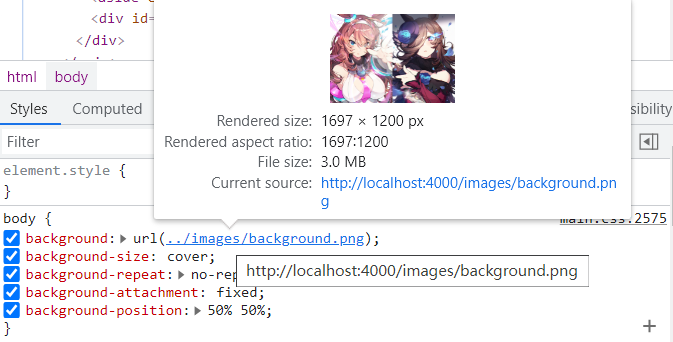 <div id=
</div>
html body
Styles Computed
sibility
Filter
element.style {
}
Rendered size: 1697 × 1200 px
Rendered aspect ratio: 1697:1200
File size: 3.0 MB
Current source: http://localhost:4000/images/background.pn
g
body { main.css:2575
background: url(../images/background.png);
background-size: cover;
background-repeat: no-rep
http://localhost:4000/images/background.png
background-attachment: fixed;
background-position: 50% 50%;
}